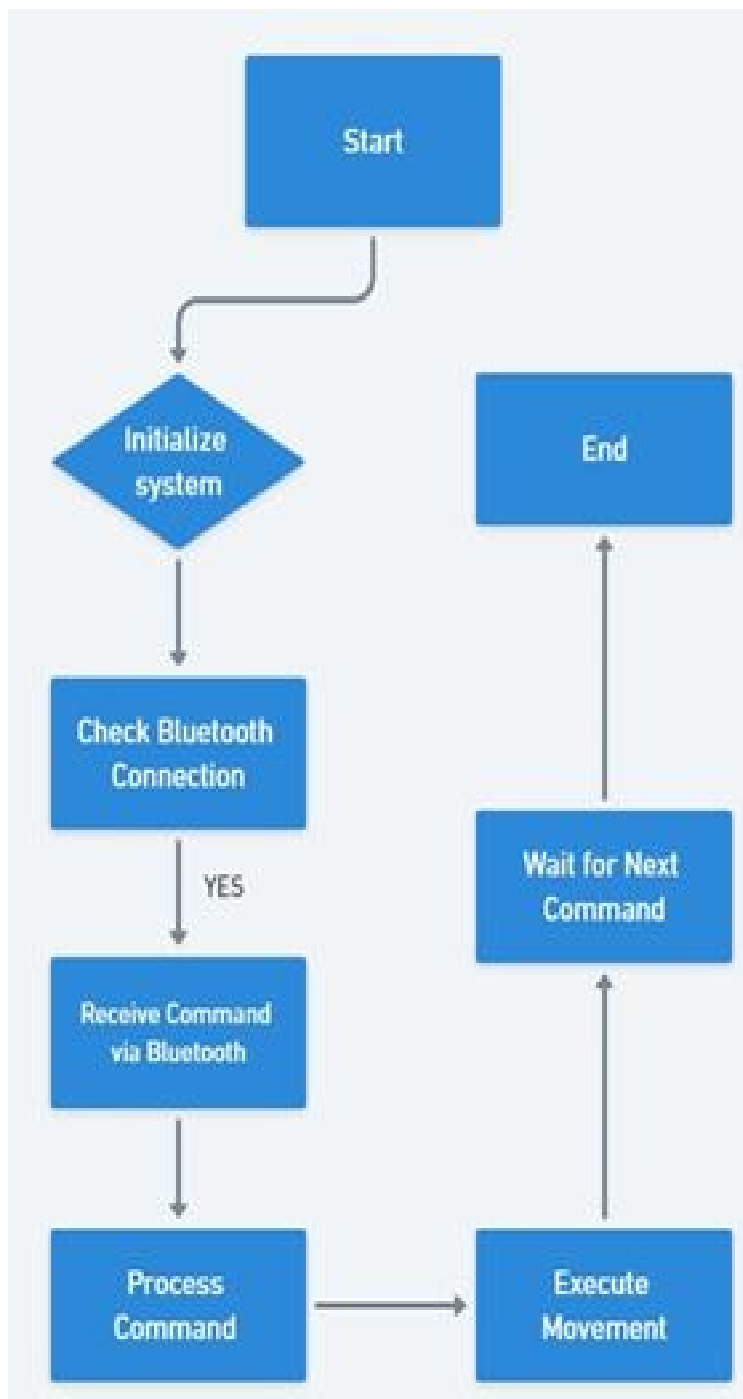 Start
Initialize
system
Check Bluetooth
Connection
YES
Receive Command
via Bluetooth
Process
Command
Execute
Movement
Wait for Next
Command
End